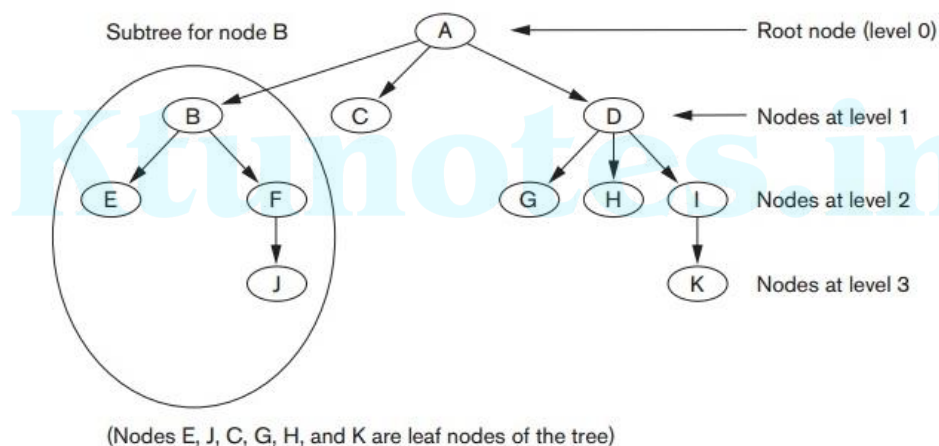 Subtree for node B
A
Root node (level 0)
B
C
D
Nodes at level 1
E
F
G
H
I
Nodes at level 2
J
K
Nodes at level 3
Ktunotes.in
(Nodes E, J, C, G, H, and K are leaf nodes of the tree)